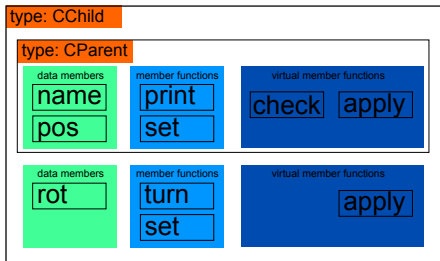 type: CChild
type: CParent
data members
name
pos
member functions
print
set
virtual member functions
check apply
data members
rot
member functions
turn
set
virtual member functions
apply